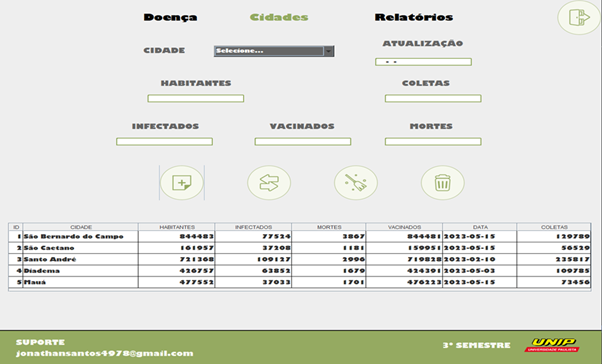 Doença Cidades Relatórios
CIDADE Selecione... ATUALIZAÇÃO
- -
HABITANTES COLETAS
INFECTADOS VACINADOS MORTES
ID CIDADE HABITANTES INFECTADOS MORTES VACINADOS DATA COLETAS
1 São Bernardo do Campo 844483 77524 3867 844481 2023-05-15 129789
2 São Caetano 161957 37208 1181 159951 2023-05-15 56529
3 Santo André 721368 109127 2996 719828 2023-02-10 235817
4 Diadema 426757 63852 1679 424391 2023-05-03 109785
5 Mauá 477552 37033 1701 476223 2023-05-15 73456
SUPORTE
jonathansantos4978@gmail.com
3° SEMESTRE
UNIP
UNIVERSIDADE PAULISTA